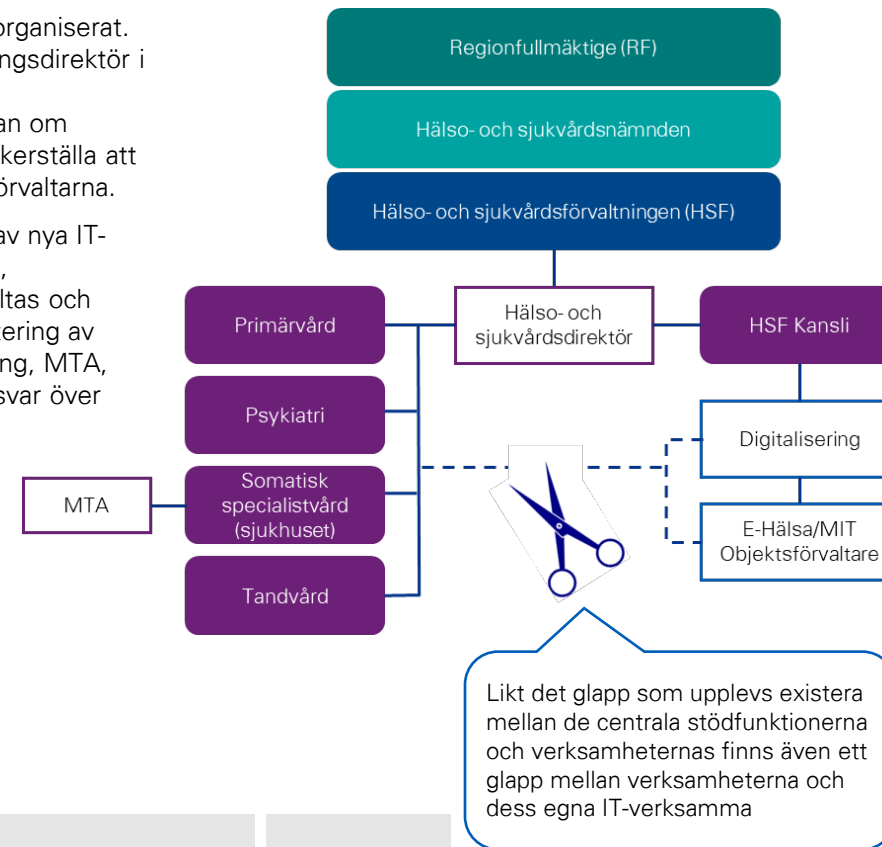 organiserat.
ngsdirektör i
an om
kerställa att
förvaltarna.
av nya IT-
,
ltas och
tering av
ng, MTA,
svar över
Regionfullmäktige (RF)
Hälso- och sjukvårdsnämnden
Hälso- och sjukvårdsförvaltningen (HSF)
Hälso- och
sjukvårdsdirektör
HSF Kansli
Primärvård
Psykiatri
Somatisk
specialistvård
(sjukhuset)
Tandvård
MTA
Digitalisering
E-Hälsa/MIT
Objektsförvaltare
Likt det glapp som upplevs existera
mellan de centrala stödfunktionerna
och verksamheternas finns även ett
glapp mellan verksamheterna och
dess egna IT-verksamma